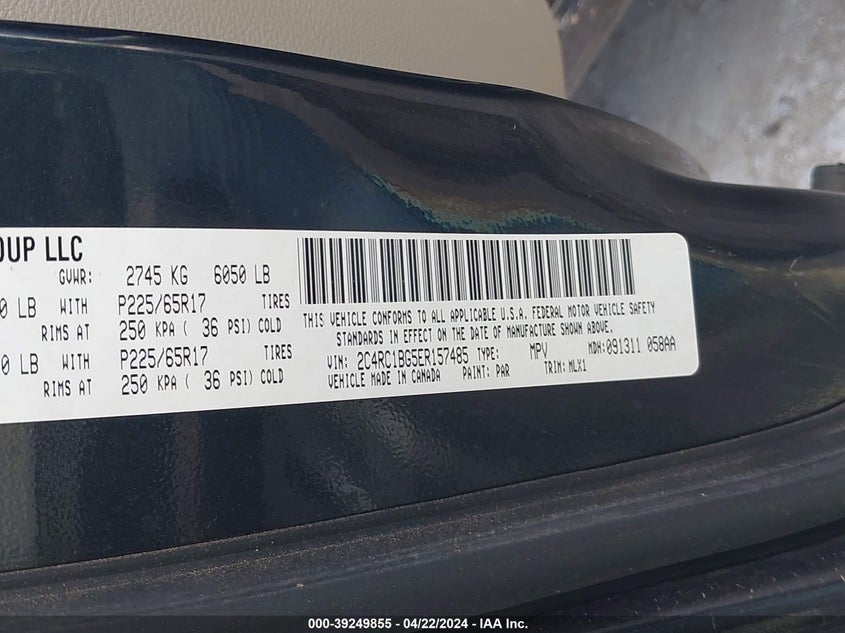 OUP LLC
GVWR: 2745 KG 6050 LB
0 LB WITH P225/65R17 TIRES
RIMS AT 250 KPA ( 36 PSI) COLD
0 LB WITH P225/65R17 TIRES
RIMS AT 250 KPA ( 36 PSI) COLD
THIS VEHICLE CONFORMS TO ALL APPLICABLE U.S.A. FEDERAL MOTOR VEHICLE SAFETY
STANDARDS IN EFFECT ON THE DATE OF MANUFACTURE SHOWN ABOVE.
VIN: 2C4RC1BG5ER157485 TYPE: MPV MDH: 091311 058AA
VEHICLE MADE IN CANADA PAINT: PAR TRIM: MLX1
000-39249855 - 04/22/2024 - IAA Inc.